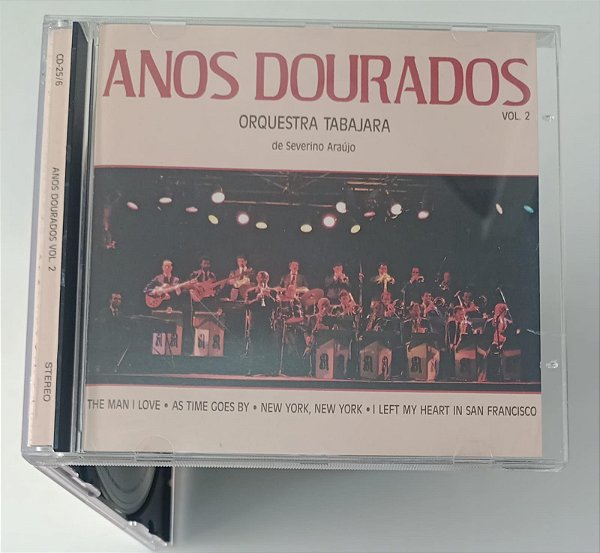 ANOS DOURADOS
VOL. 2
ORQUESTRA TABAJARA
de Severino Araújo
THE MAN I LOVE • AS TIME GOES BY • NEW YORK, NEW YORK • I LEFT MY HEART IN SAN FRANCISCO
CD-25/6
ANOS DOURADOS VOL. 2
STEREO